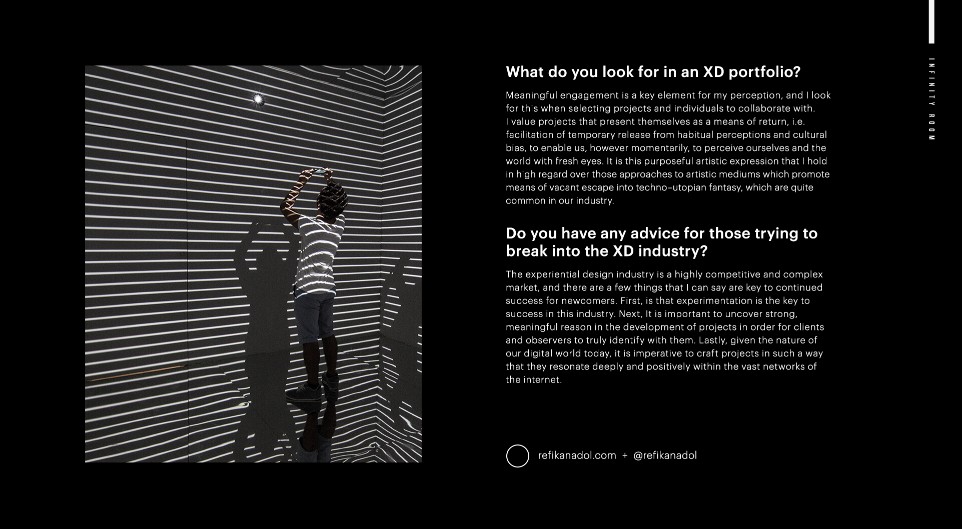 What do you look for in an XD portfolio?
Meaningful engagement is a key element for my perception, and I look
for th s when selecting projects and individuals to collaborate with.
I value projects that present themselves as a means of return, i.e.
facilitation of temporary release from habitual perceptions and cultural
bias, to enable us, however momentarily, to perceive ourselves and the
world with fresh eyes. It is this purposeful artistic expression that I hold
in h gh regard over those approaches to artistic mediums which promote
means of vacant escape into techno-utopian fantasy, which are quite
common in our industry.
Do you have any advice for those trying to
break into the XD industry?
The experiential design industry is a highly competitive and complex
market, and there are a few things that I can say are key to continued
success for newcomers. First, is that experimentation is the key to
success in this industry. Next, It is important to uncover strong,
meaningful reason in the development of projects in order for clients
and observers to truly identify with them. Lastly, given the nature of
our digital world today, it is imperative to craft projects in such a way
that they resonate deeply and positively within the vast networks of
the internet.
refikanadol.com + @refikanadol
INFINITY ROOM